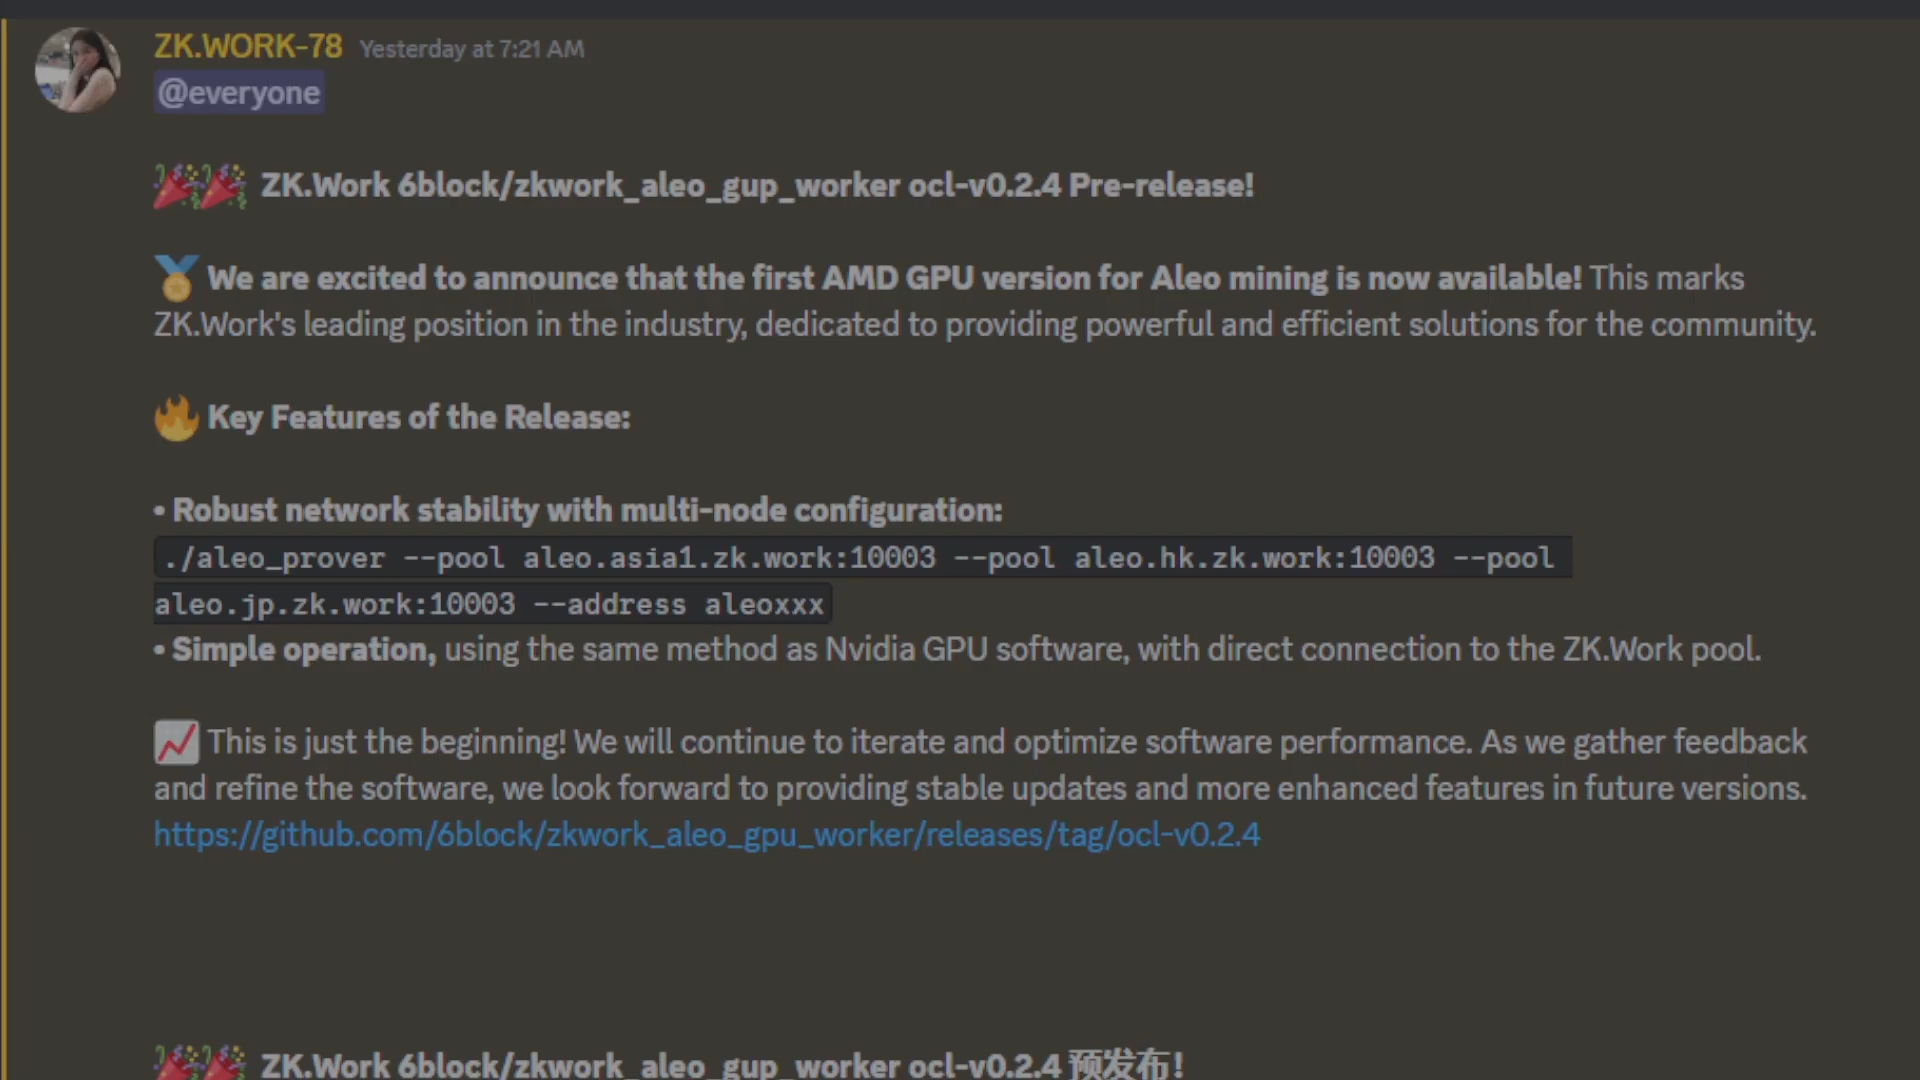 ZK.WORK-78 Yesterday at 7:21 AM
@everyone
ZK.Work 6block/zkwork_aleo_gup_worker ocl-v0.2.4 Pre-release!
We are excited to announce that the first AMD GPU version for Aleo mining is now available! This marks
ZK.Work's leading position in the industry, dedicated to providing powerful and efficient solutions for the community.
Key Features of the Release:
• Robust network stability with multi-node configuration:
./aleo_prover --pool aleo.asia1.zk.work:10003 --pool aleo.hk.zk.work:10003 --pool
aleo.jp.zk.work:10003 --address aleoxxx
• Simple operation, using the same method as Nvidia GPU software, with direct connection to the ZK.Work pool.
This is just the beginning! We will continue to iterate and optimize software performance. As we gather feedback
and refine the software, we look forward to providing stable updates and more enhanced features in future versions.
https://github.com/6block/zkwork_aleo_gpu_worker/releases/tag/ocl-v0.2.4
ZK.Work 6block/zkwork_aleo_gup_worker ocl-v0.2.4 预发布!